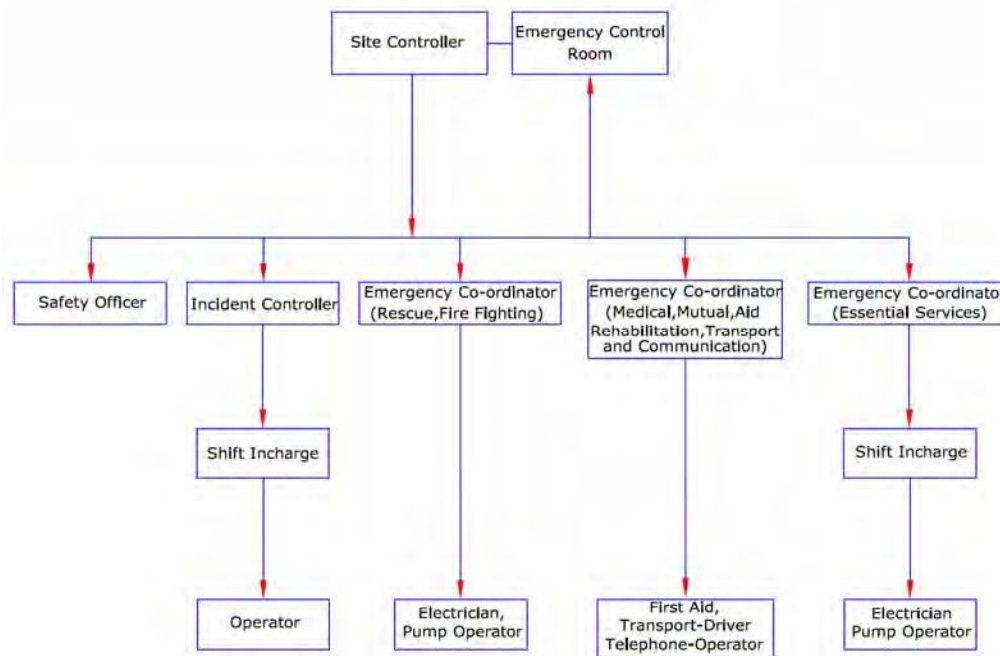 Site Controller
Emergency Control
Room
Safety Officer
Incident Controller
Emergency Co-ordinator
(Rescue,Fire Fighting)
Emergency Co-ordinator
(Medical,Mutual,Aid
Rehabilitation,Transport
and Communication)
Emergency Co-ordinator
(Essential Services)
Shift Incharge
Shift Incharge
Operator
Electrician,
Pump Operator
First Aid,
Transport-Driver
Telephone-Operator
Electrician
Pump Operator